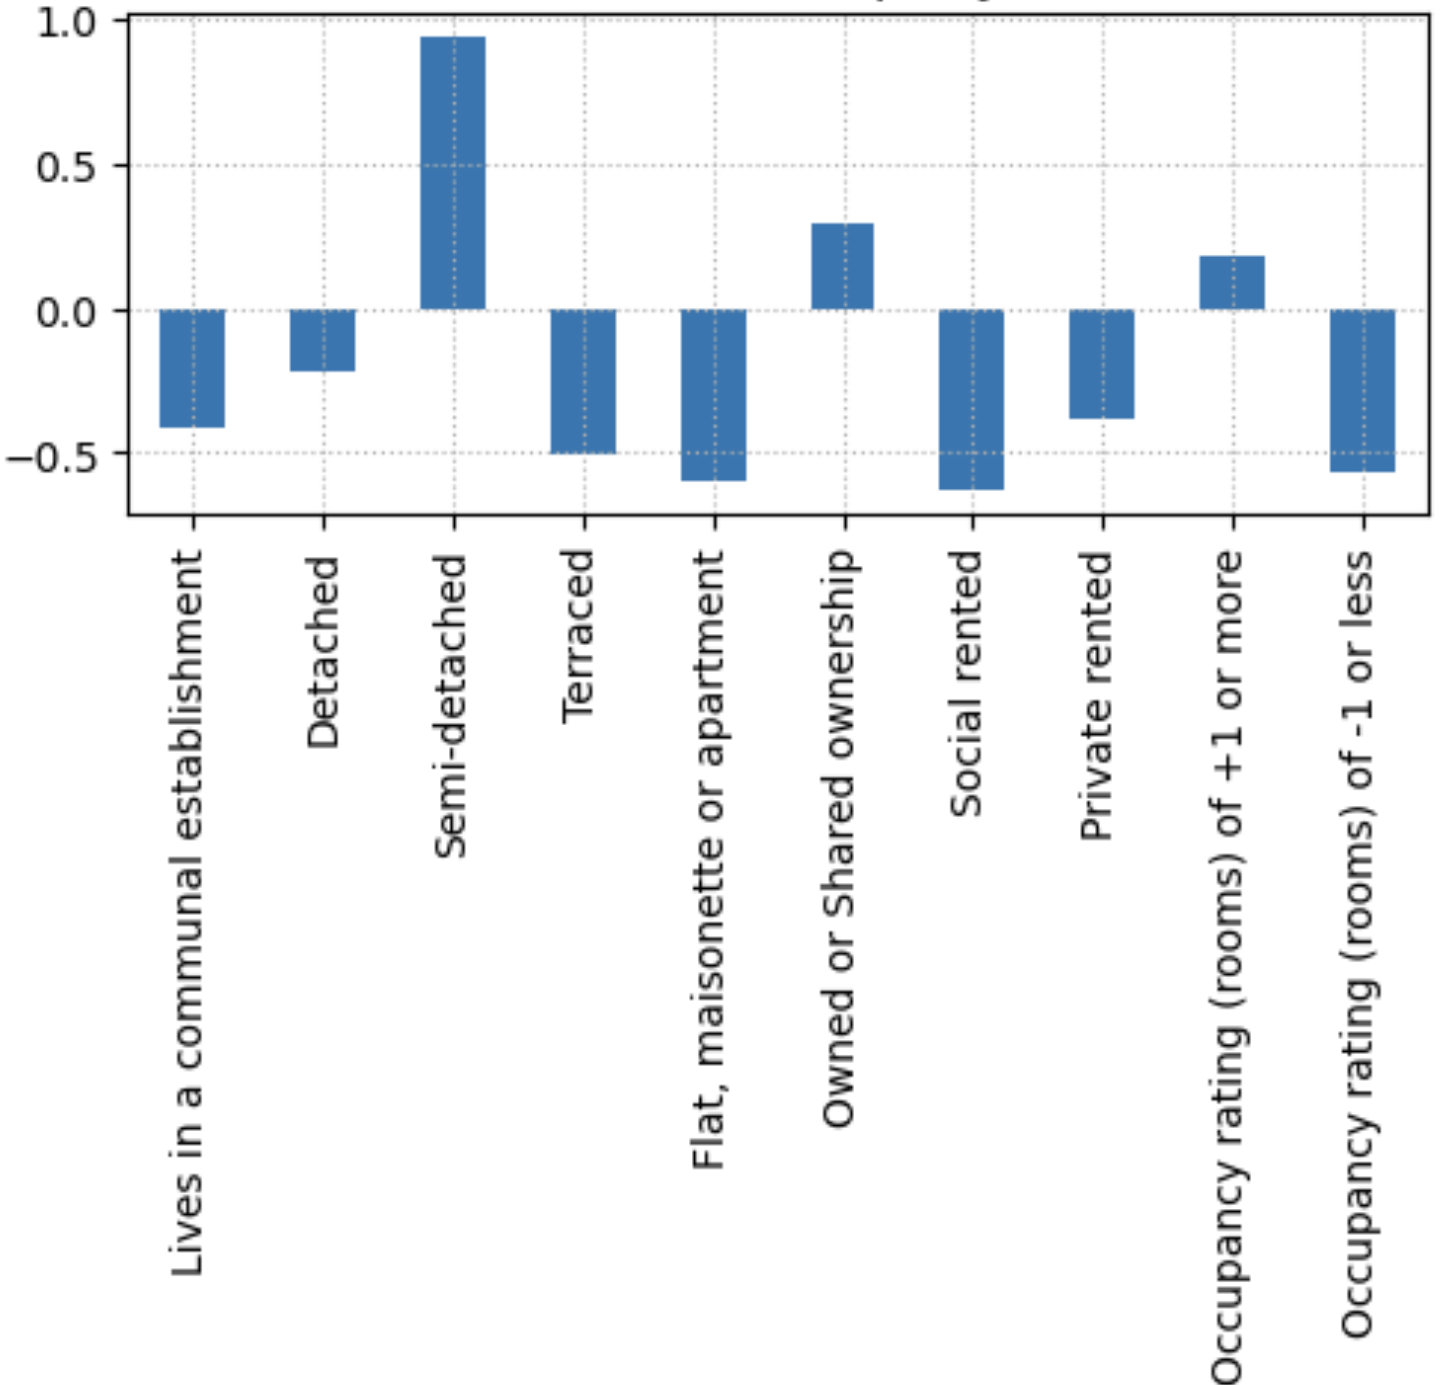 1.0
0.5
0.0
−0.5
Lives in a communal establishment
Detached
Semi-detached
Terraced
Flat, maisonette or apartment
Owned or Shared ownership
Social rented
Private rented
Occupancy rating (rooms) of +1 or more
Occupancy rating (rooms) of -1 or less